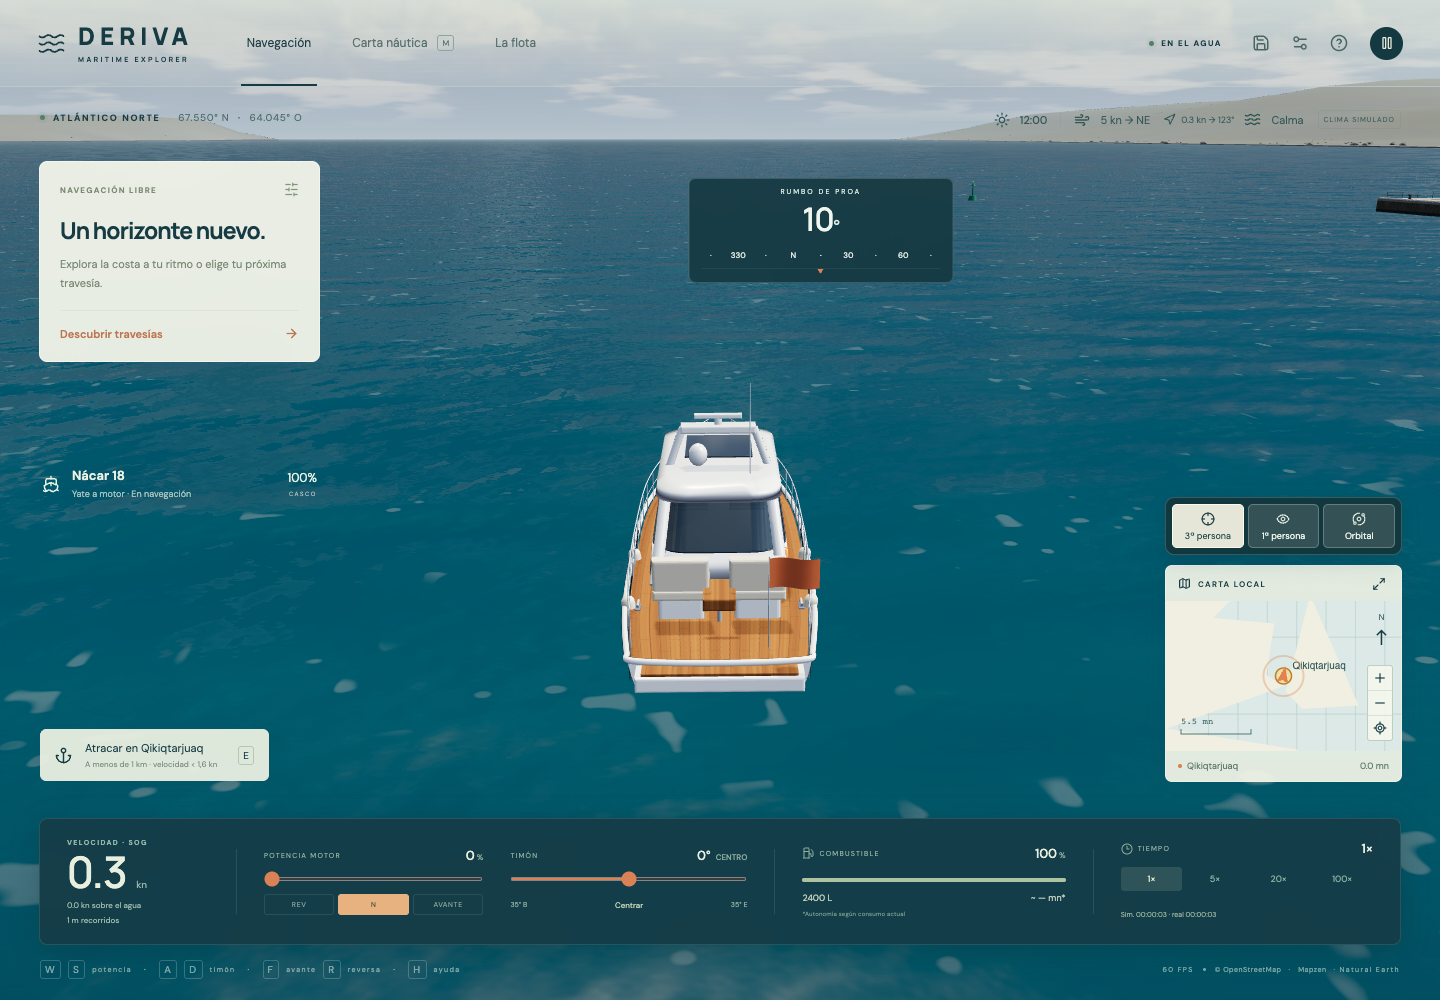 DERIVA
MARITIME EXPLORER
Navegación
Carta náutica M
La flota
EN EL AGUA
ATLÁNTICO NORTE 67.550° N · 64.045° O
12:00
5 kn → NE
0.3 kn → 123°
Calma
CLIMA SIMULADO
NAVEGACIÓN LIBRE
Un horizonte nuevo.
Explora la costa a tu ritmo o elige tu próxima
travesía.
Descubrir travesías →
RUMBO DE PROA
10°
· 330 · N · 30 · 60 ·
Nácar 18
Yate a motor · En navegación
100%
CASCO
3ª persona
1ª persona
Orbital
CARTA LOCAL
N
Qikiqtarjuaq
5.5 mn
Qikiqtarjuaq 0.0 mn
Atracar en Qikiqtarjuaq
A menos de 1 km · velocidad < 1,6 kn
E
VELOCIDAD · SOG
0.3 kn
0.0 kn sobre el agua
1 m recorridos
POTENCIA MOTOR 0 %
REV N AVANTE
TIMÓN 0° CENTRO
35° B Centrar 35° E
COMBUSTIBLE 100 %
2400 L ~ — mn*
*Autonomía según consumo actual
TIEMPO 1×
1× 5× 20× 100×
Sim. 00:00:03 · real 00:00:03
W S potencia · A D timón · F avante R reversa · H ayuda
60 FPS • © OpenStreetMap · Mapzen · Natural Earth